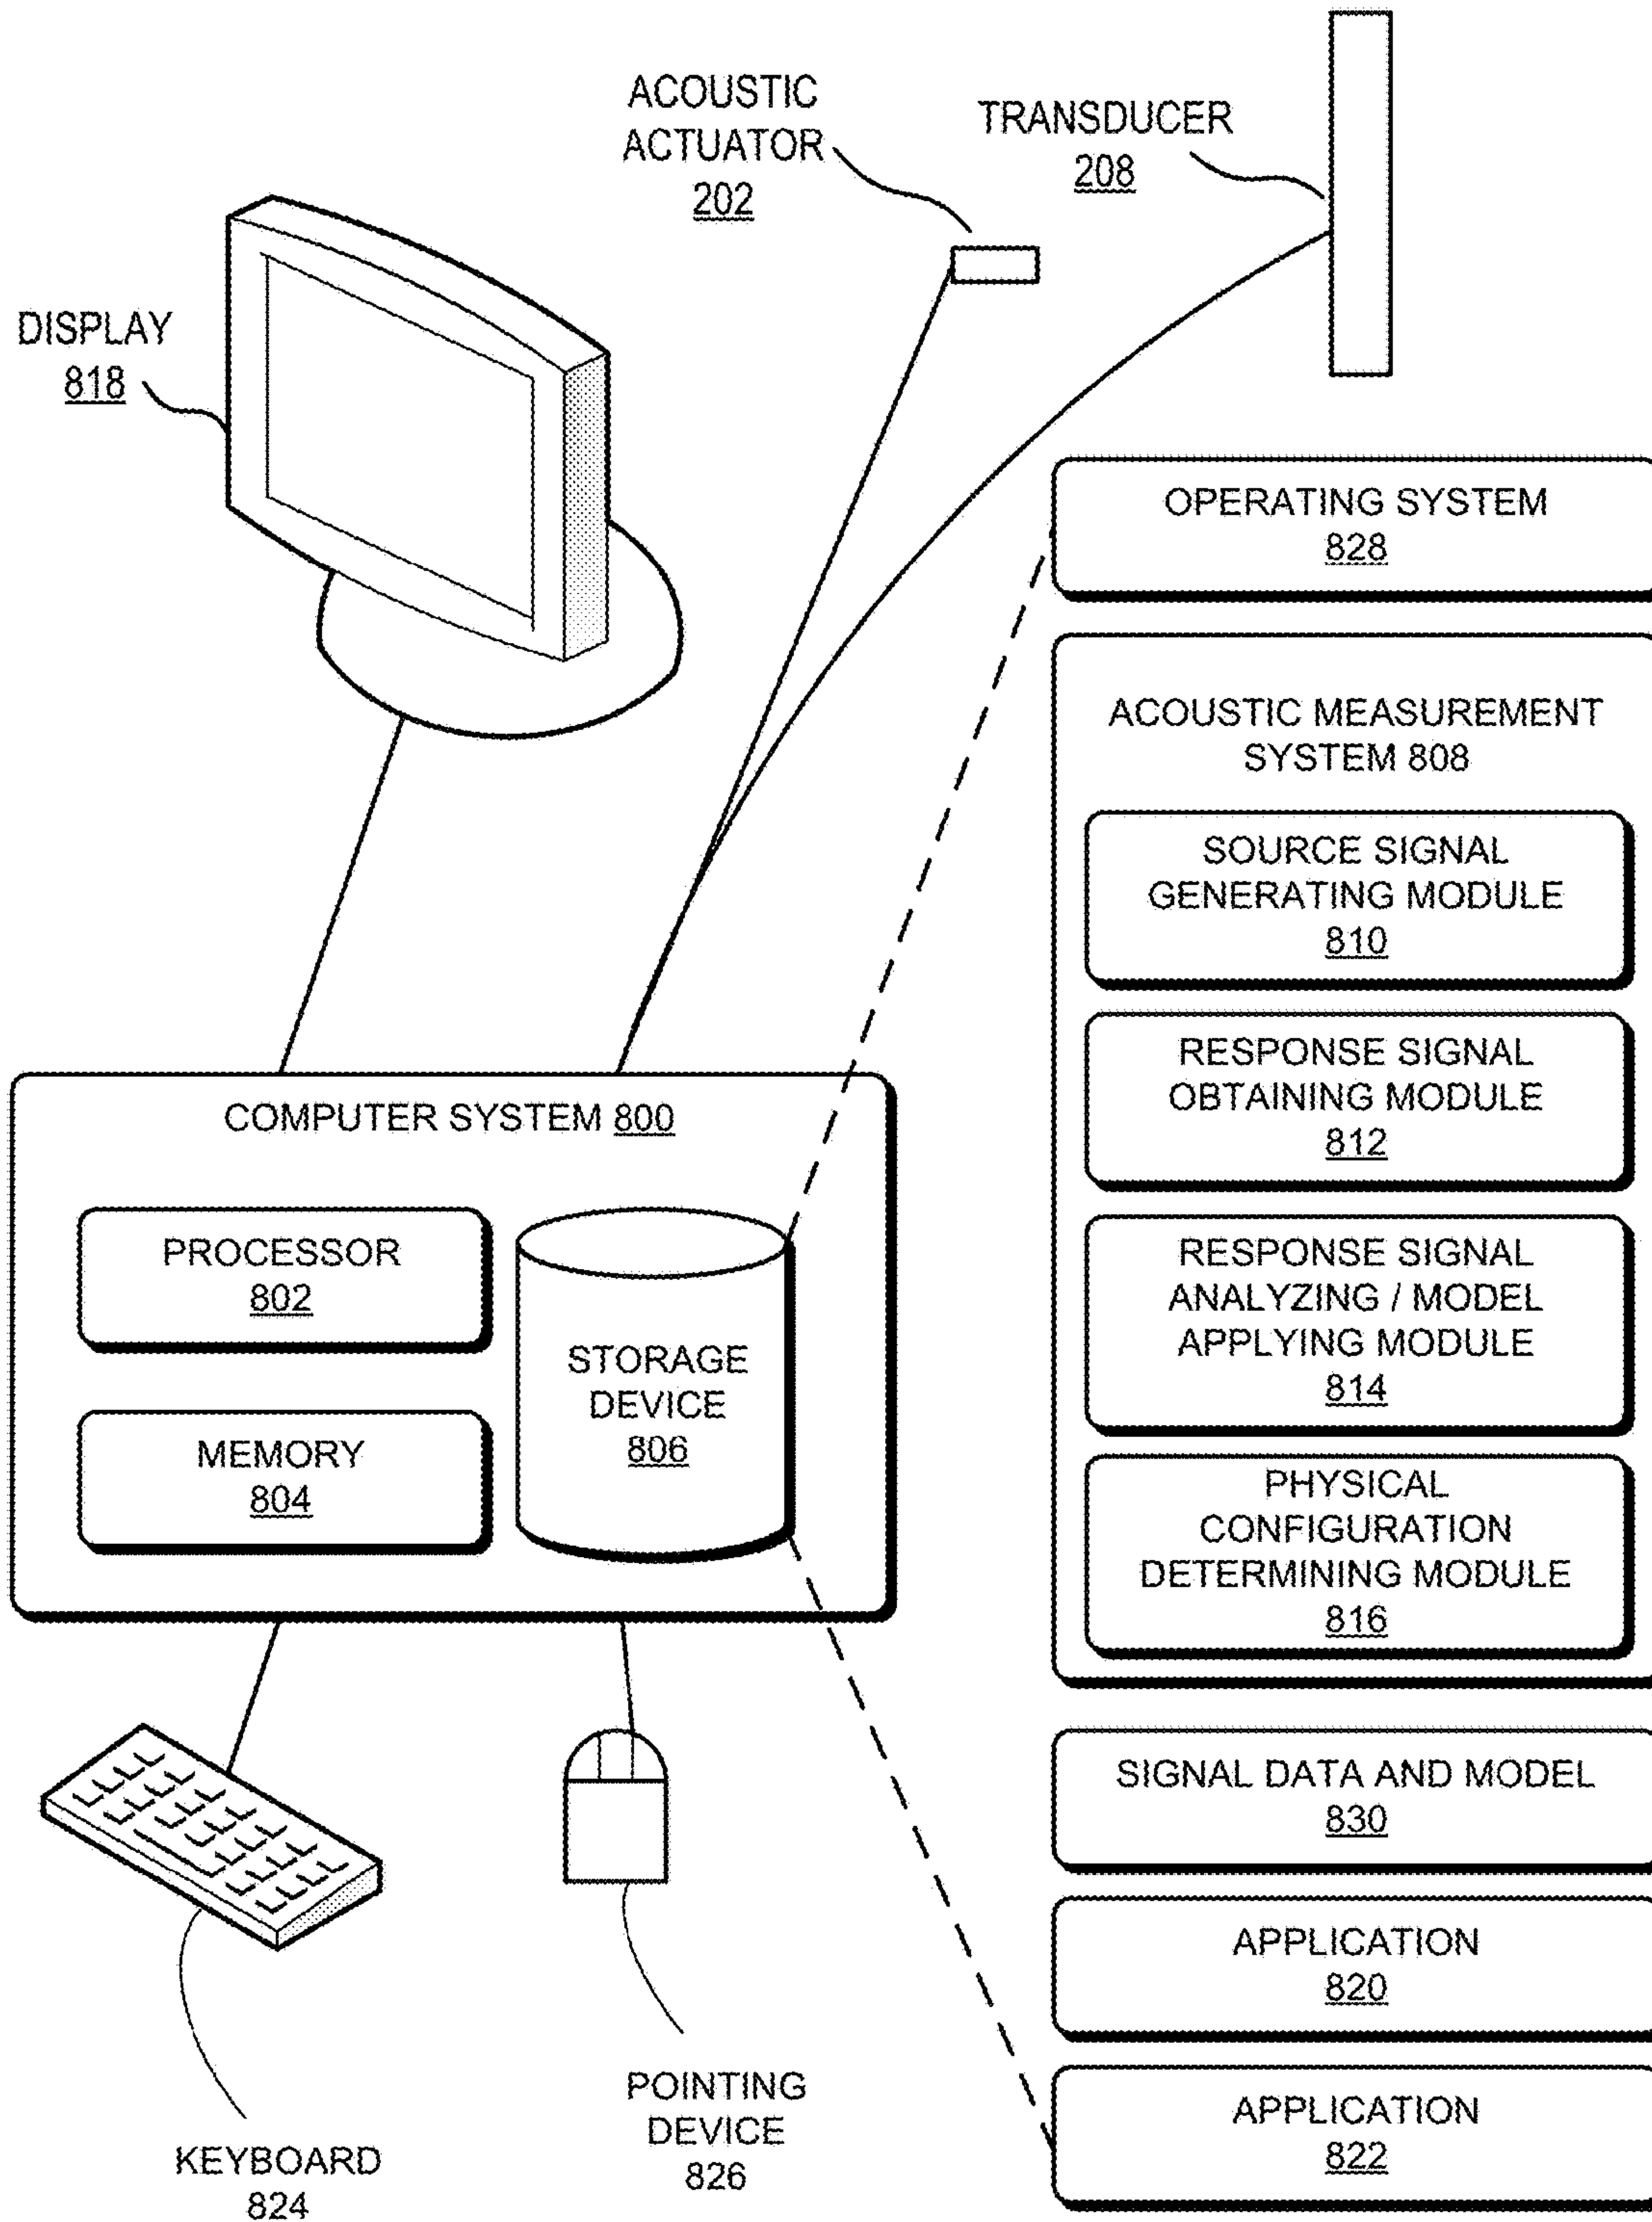 ACOUSTIC
ACTUATOR
202
TRANSDUCER
208
DISPLAY
818
OPERATING SYSTEM
828
ACOUSTIC MEASUREMENT
SYSTEM 808
SOURCE SIGNAL
GENERATING MODULE
810
RESPONSE SIGNAL
OBTAINING MODULE
812
RESPONSE SIGNAL
ANALYZING / MODEL
APPLYING MODULE
814
PHYSICAL
CONFIGURATION
DETERMINING MODULE
816
COMPUTER SYSTEM 800
PROCESSOR
802
MEMORY
804
STORAGE
DEVICE
806
SIGNAL DATA AND MODEL
830
APPLICATION
820
APPLICATION
822
KEYBOARD
824
POINTING
DEVICE
826